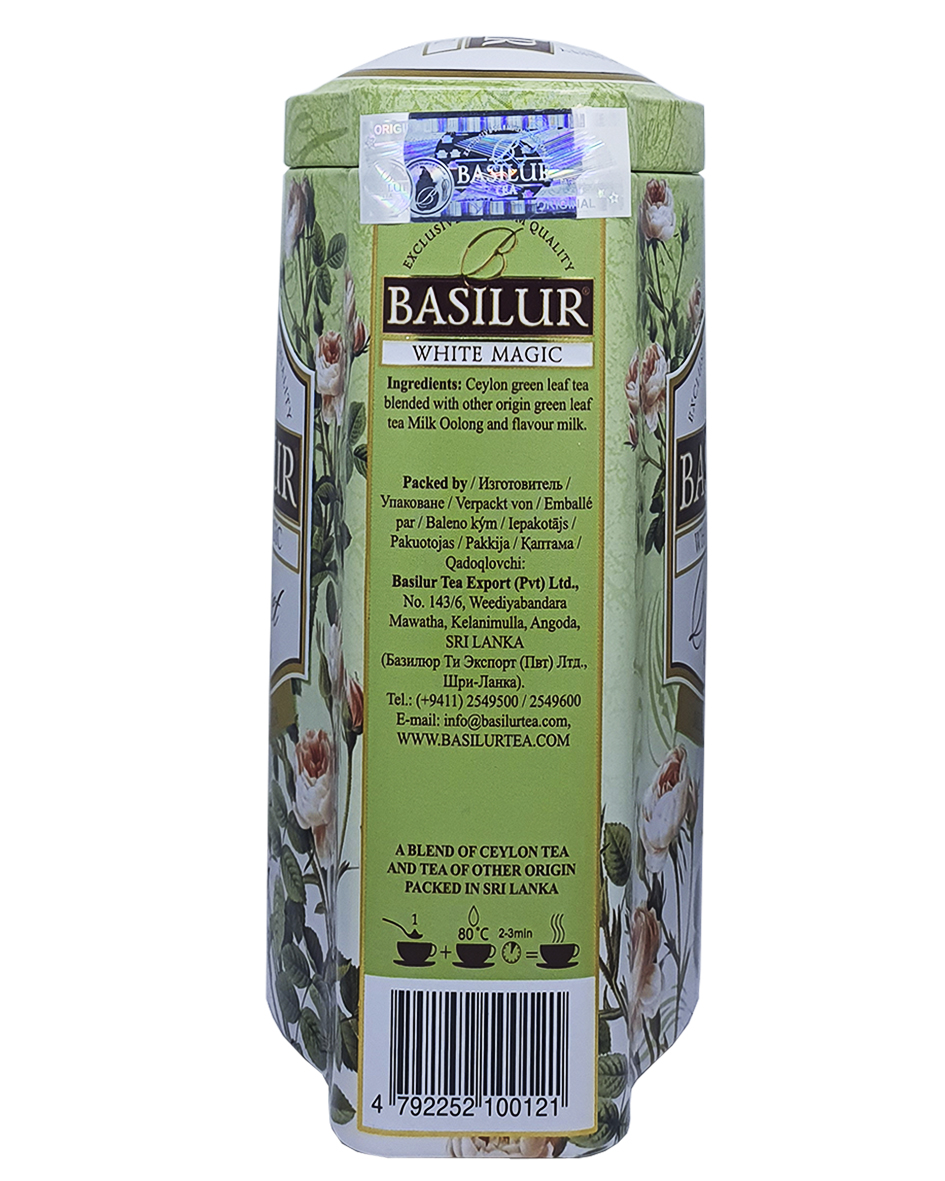 BASILUR
TEA
ORIGINAL
EXCLUSIVE QUALITY
B
BASILUR
WHITE MAGIC
Ingredients: Ceylon green leaf tea
blended with other origin green leaf
tea Milk Oolong and flavour milk.
Packed by / Изготовитель /
Упаковане / Verpackt von / Emballé
par / Baleno kým / Iepakotājs /
Pakuotojas / Pakkija / Қаптама /
Qadoqlovchi:
Basilur Tea Export (Pvt) Ltd.,
No. 143/6, Weediyabandara
Mawatha, Kelanimulla, Angoda,
SRI LANKA
(Базилюр Ти Экспорт (Пвт) Лтд.,
Шри-Ланка).
Tel.: (+9411) 2549500 / 2549600
E-mail: info@basilurtea.com,
WWW.BASILURTEA.COM
A BLEND OF CEYLON TEA
AND TEA OF OTHER ORIGIN
PACKED IN SRI LANKA
1
80°C 2-3min
+ =
4 792252 100121